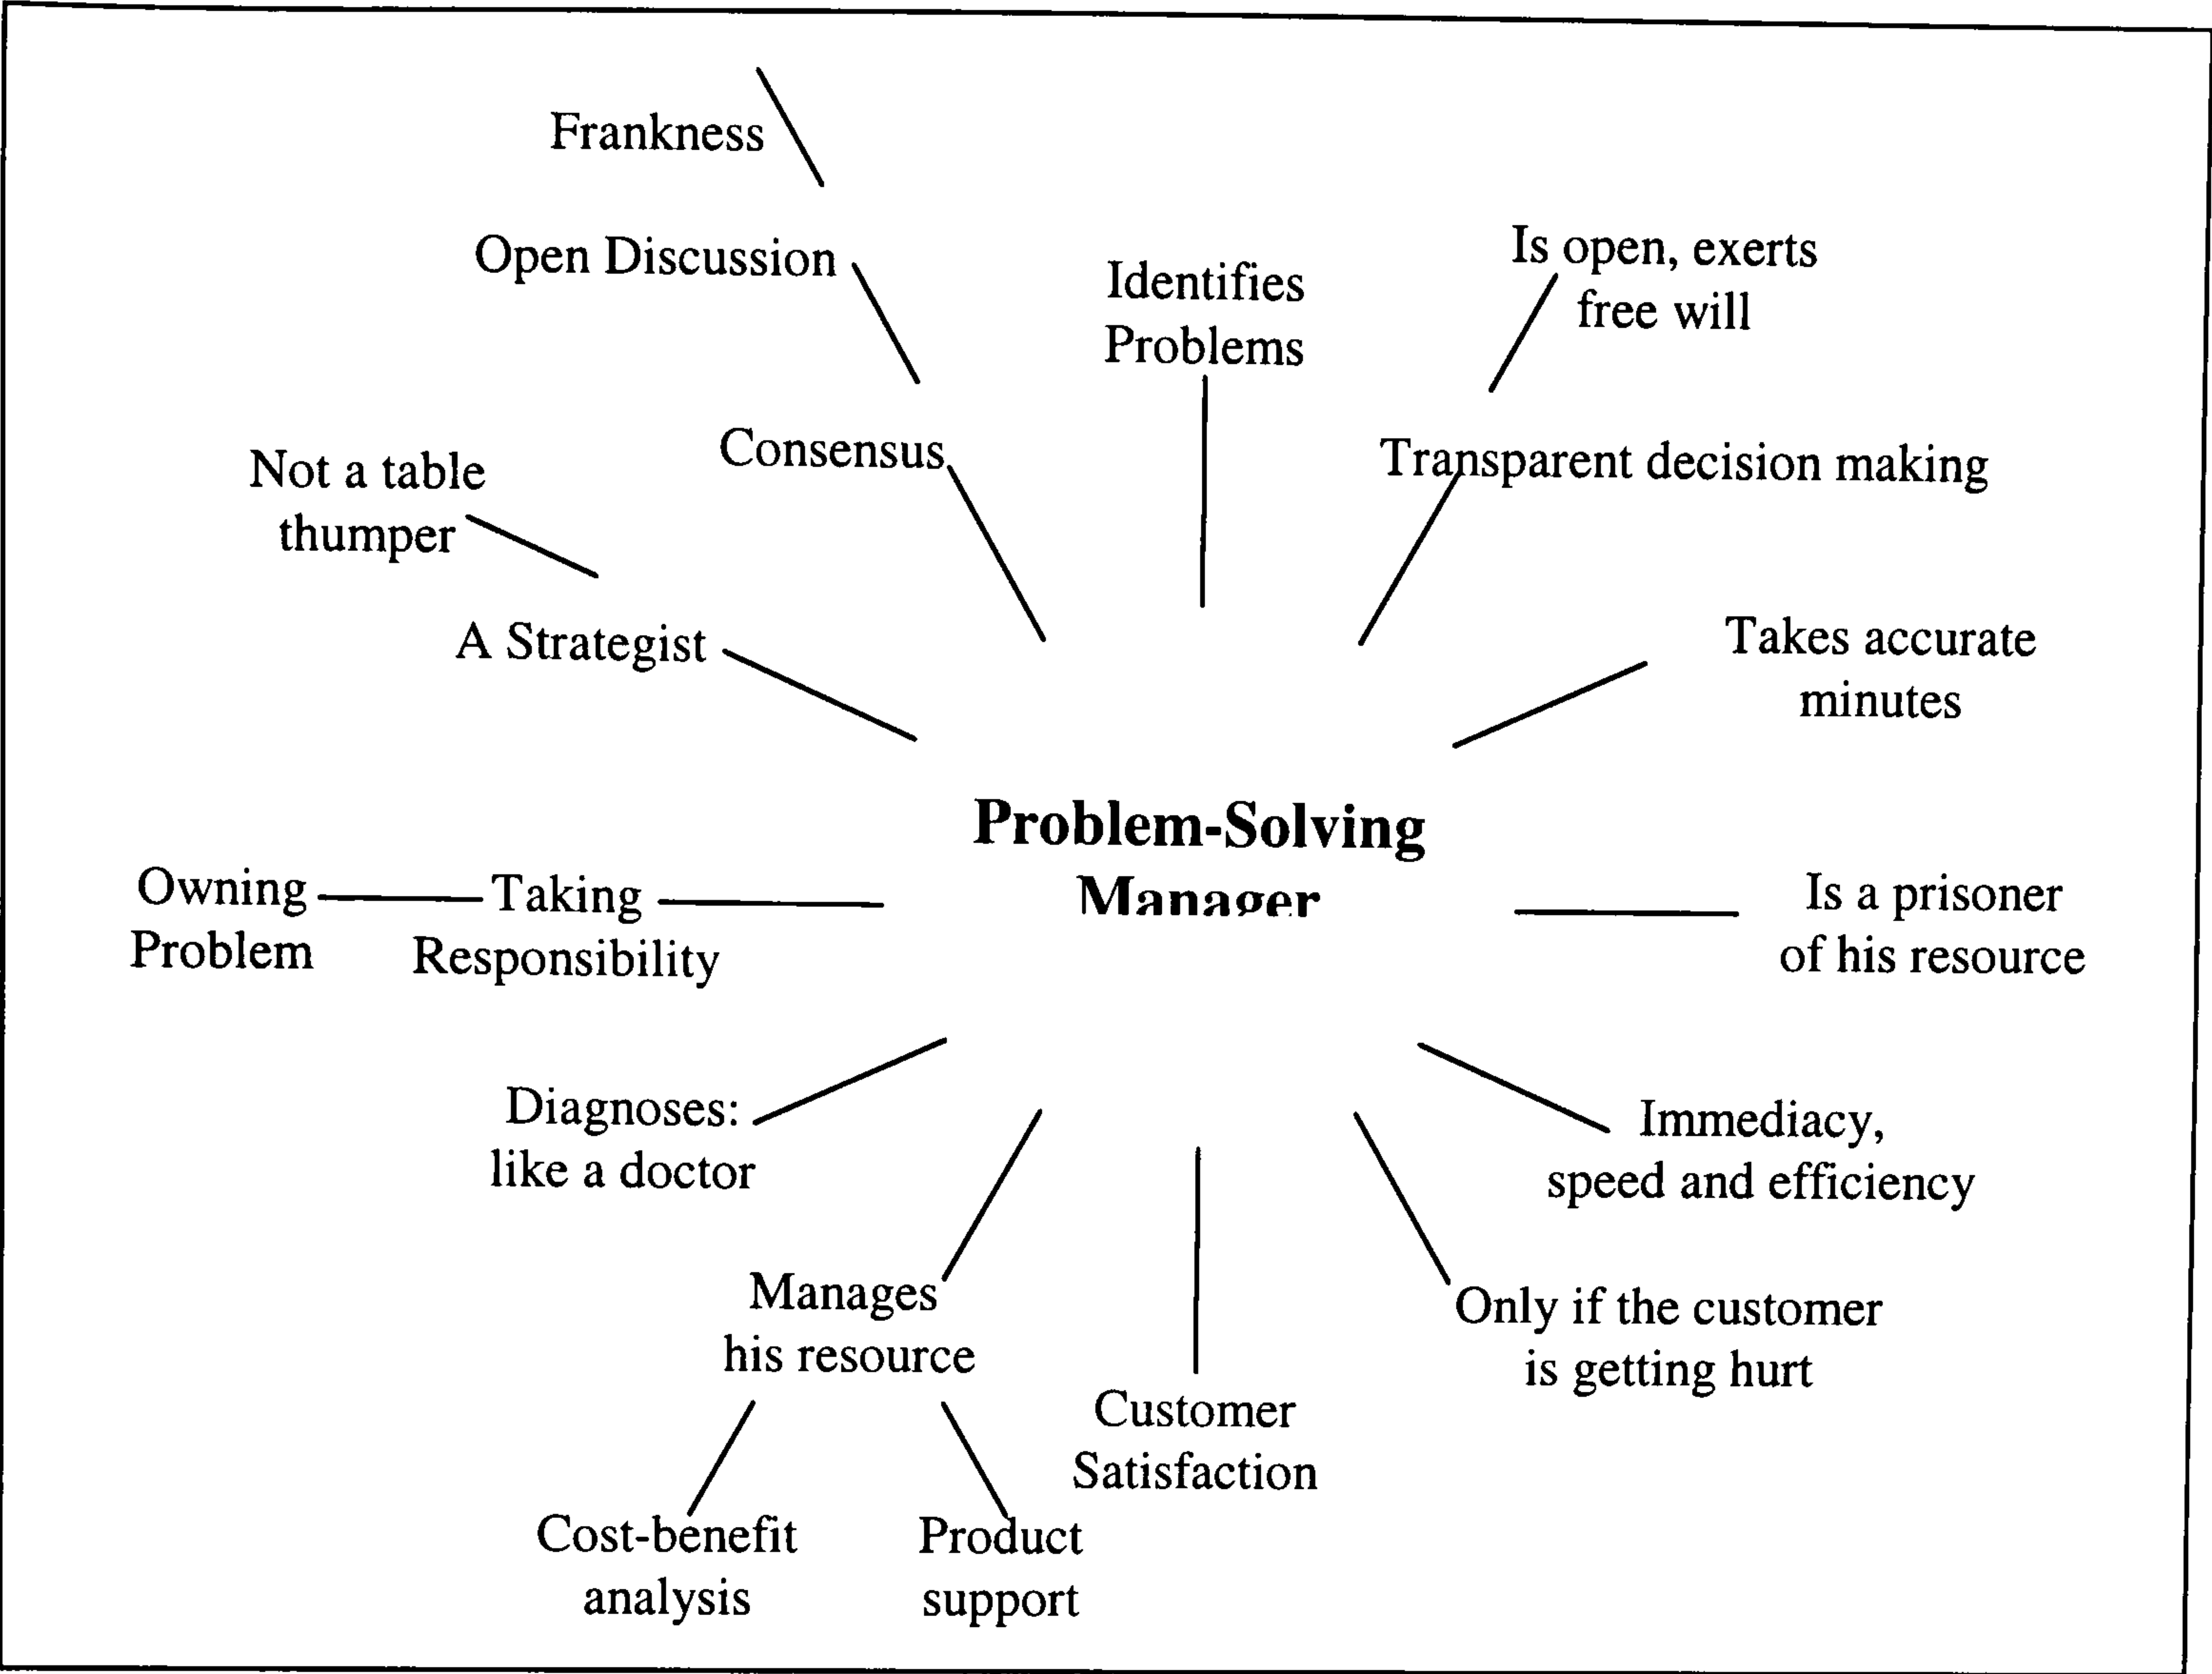 Frankness
Open Discussion
Identifies
Problems
Is open, exerts
free will
Consensus
Transparent decision making
Not a table
thumper
A Strategist
Takes accurate
minutes
Problem-Solving
Manager
Owning
Problem
Taking
Responsibility
Is a prisoner
of his resource
Diagnoses:
like a doctor
Immediacy,
speed and efficiency
Manages
his resource
Only if the customer
is getting hurt
Customer
Satisfaction
Cost-benefit
analysis
Product
support